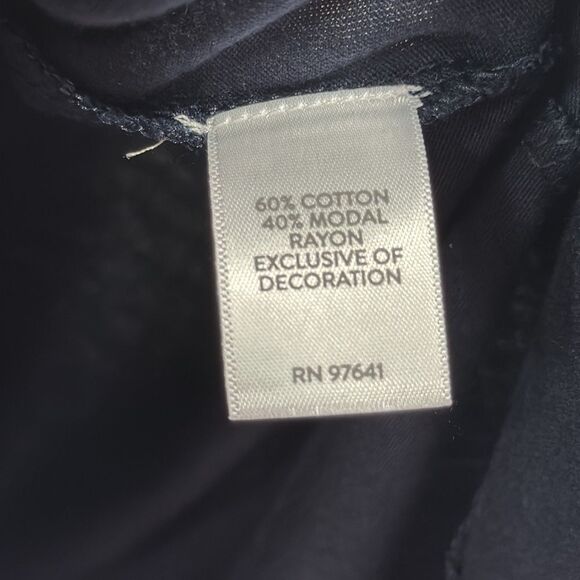 60% COTTON
40% MODAL
RAYON
EXCLUSIVE OF
DECORATION
RN 97641